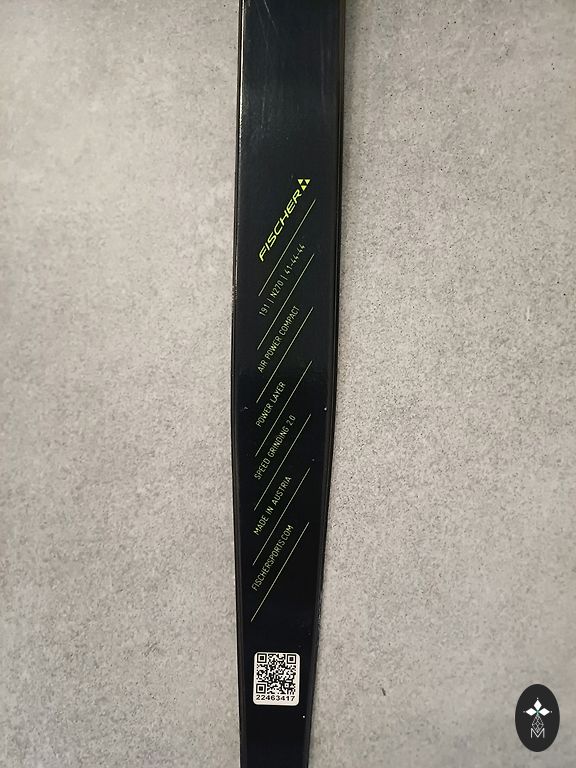 FISCHER
191 | N270 | 41-44-44
AIR POWER COMPACT
POWER LAYER
SPEED GRINDING 2.0
MADE IN AUSTRIA
FISCHERSPORTS.COM
22463417
M